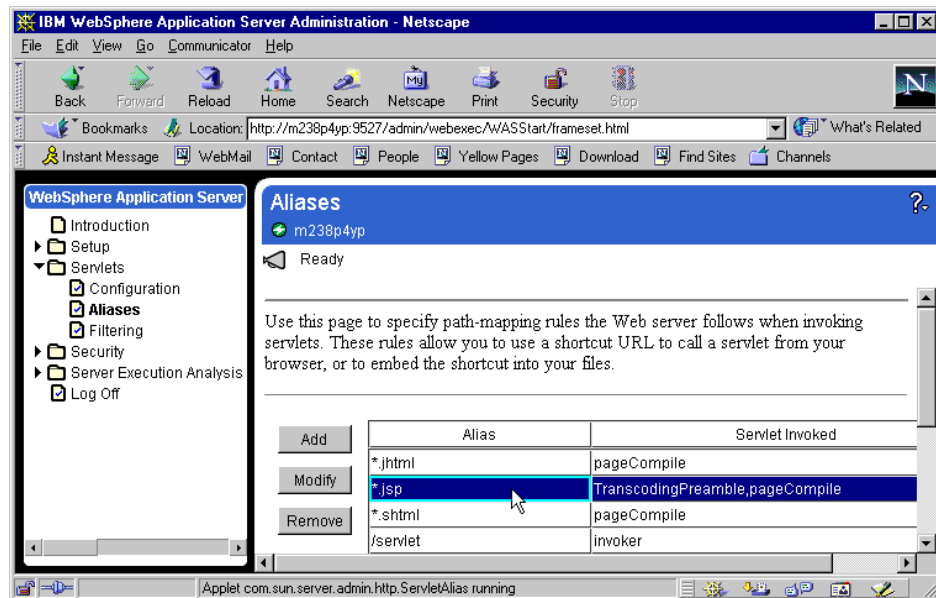 IBM WebSphere Application Server Administration - Netscape
File Edit View Go Communicator Help
Back Forward Reload Home Search Netscape Print Security Stop
My
N
Bookmarks Location: http://m238p4yp:9527/admin/webexec/WASStart/frameset.html What's Related
Instant Message WebMail Contact People Yellow Pages Download Find Sites Channels
WebSphere Application Server
Introduction
Setup
Servlets
Configuration
Aliases
Filtering
Security
Server Execution Analysis
Log Off
Aliases
?
m238p4yp
Ready
Use this page to specify path-mapping rules the Web server follows when invoking
servlets. These rules allow you to use a shortcut URL to call a servlet from your
browser, or to embed the shortcut into your files.
Add
Modify
Remove
Alias Servlet Invoked
*.jhtml pageCompile
*.jsp TranscodingPreamble,pageCompile
*.shtml pageCompile
/servlet invoker
Applet com.sun.server.admin.http.ServletAlias running